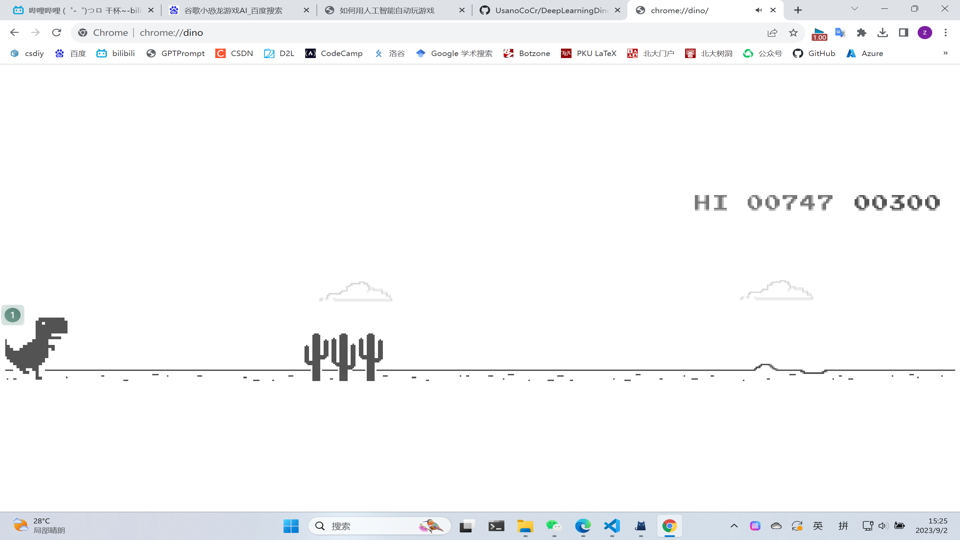 哔哩哔哩 (゜-゜)つロ 干杯~-bili
谷歌小恐龙游戏AI_百度搜索
如何用人工智能自动玩游戏
UsanoCoCr/DeepLearningDin
chrome://dino/
Chrome | chrome://dino
1.00
z
csdiy
百度
bilibili
GPTPrompt
CSDN
D2L
CodeCamp
洛谷
Google 学术搜索
Botzone
PKU LaTeX
北大门户
北大树洞
公众号
GitHub
Azure
»
HI 00747 00300
1
28°C
局部晴朗
搜索
英
拼
15:25
2023/9/2